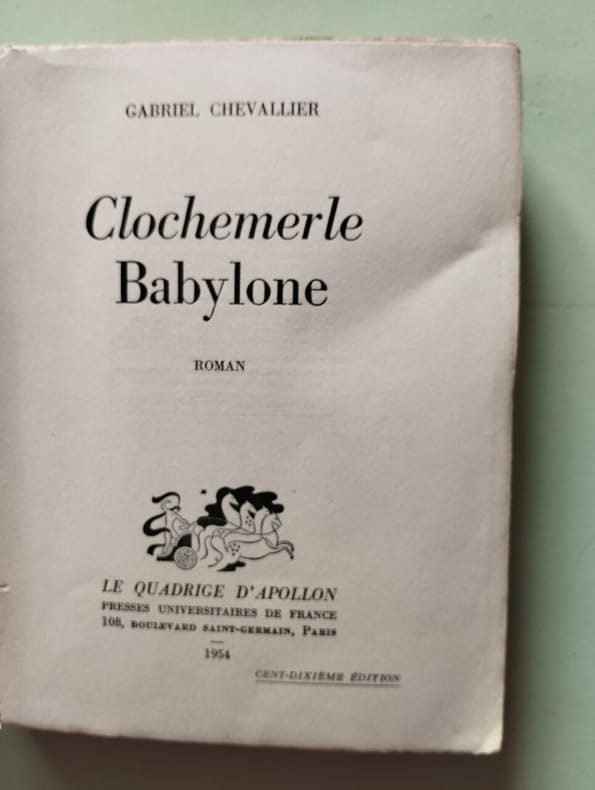 GABRIEL CHEVALLIER
Clochemerle
Babylone
ROMAN
LE QUADRIGE D'APOLLON
PRESSES UNIVERSITAIRES DE FRANCE
108, BOULEVARD SAINT-GERMAIN, PARIS
1954
CENT-DIXIÈME ÉDITION